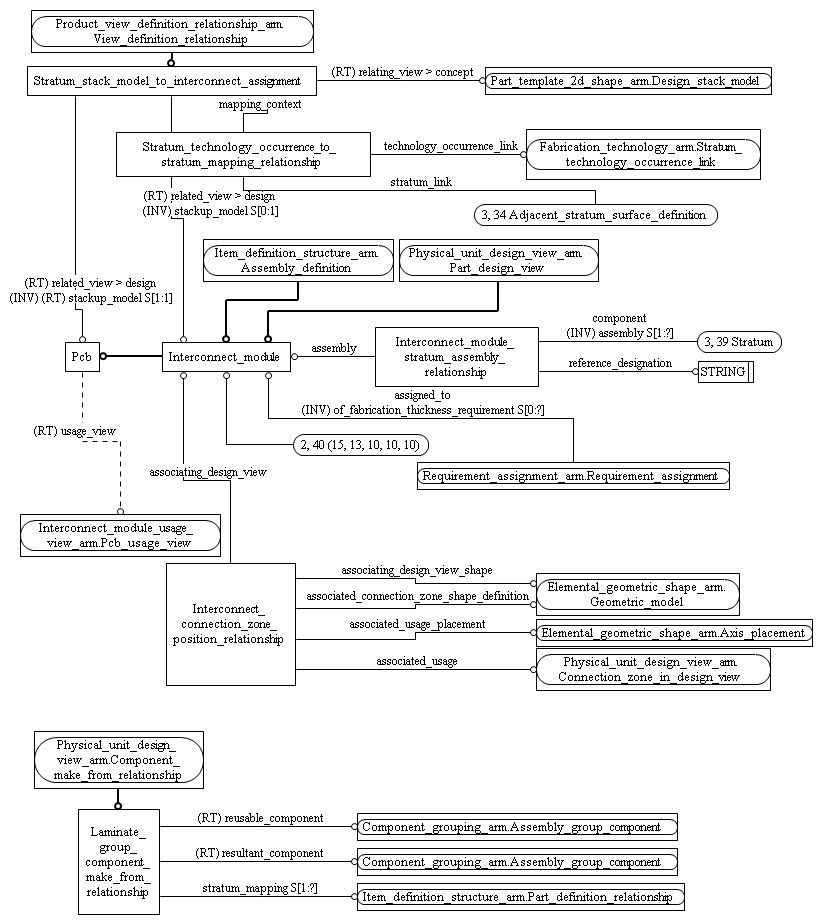 Product_view_definition_relationship_arm.
View_definition_relationship
Stratum_stack_model_to_interconnect_assignment
(RT) relating_view > concept
Part_template_2d_shape_arm.Design_stack_model
mapping_context
Stratum_technology_occurrence_to_
stratum_mapping_relationship
technology_occurrence_link
Fabrication_technology_arm.Stratum_
technology_occurrence_link
stratum_link
3, 34 Adjacent_stratum_surface_definition
(RT) related_view > design
(INV) stackup_model S[0:1]
Item_definition_structure_arm.
Assembly_definition
Physical_unit_design_view_arm.
Part_design_view
(RT) related_view > design
(INV) (RT) stackup_model S[1:1]
Pcb
Interconnect_module
assembly
Interconnect_module_
stratum_assembly_
relationship
component
(INV) assembly S[1:?]
3, 39 Stratum
reference_designation
STRING
assigned_to
(INV) of_fabrication_thickness_requirement S[0:?]
(RT) usage_view
2, 40 (15, 13, 10, 10, 10)
associating_design_view
Requirement_assignment_arm.Requirement_assignment
Interconnect_module_usage_
view_arm.Pcb_usage_view
Interconnect_
connection_zone_
position_relationship
associating_design_view_shape
associated_connection_zone_shape_definition
Elemental_geometric_shape_arm.
Geometric_model
associated_usage_placement
Elemental_geometric_shape_arm.Axis_placement
associated_usage
Physical_unit_design_view_arm.
Connection_zone_in_design_view
Physical_unit_design_
view_arm.Component_
make_from_relationship
Laminate_
group_
component_
make_from_
relationship
(RT) reusable_component
Component_grouping_arm.Assembly_group_component
(RT) resultant_component
Component_grouping_arm.Assembly_group_component
stratum_mapping S[1:?]
Item_definition_structure_arm.Part_definition_relationship